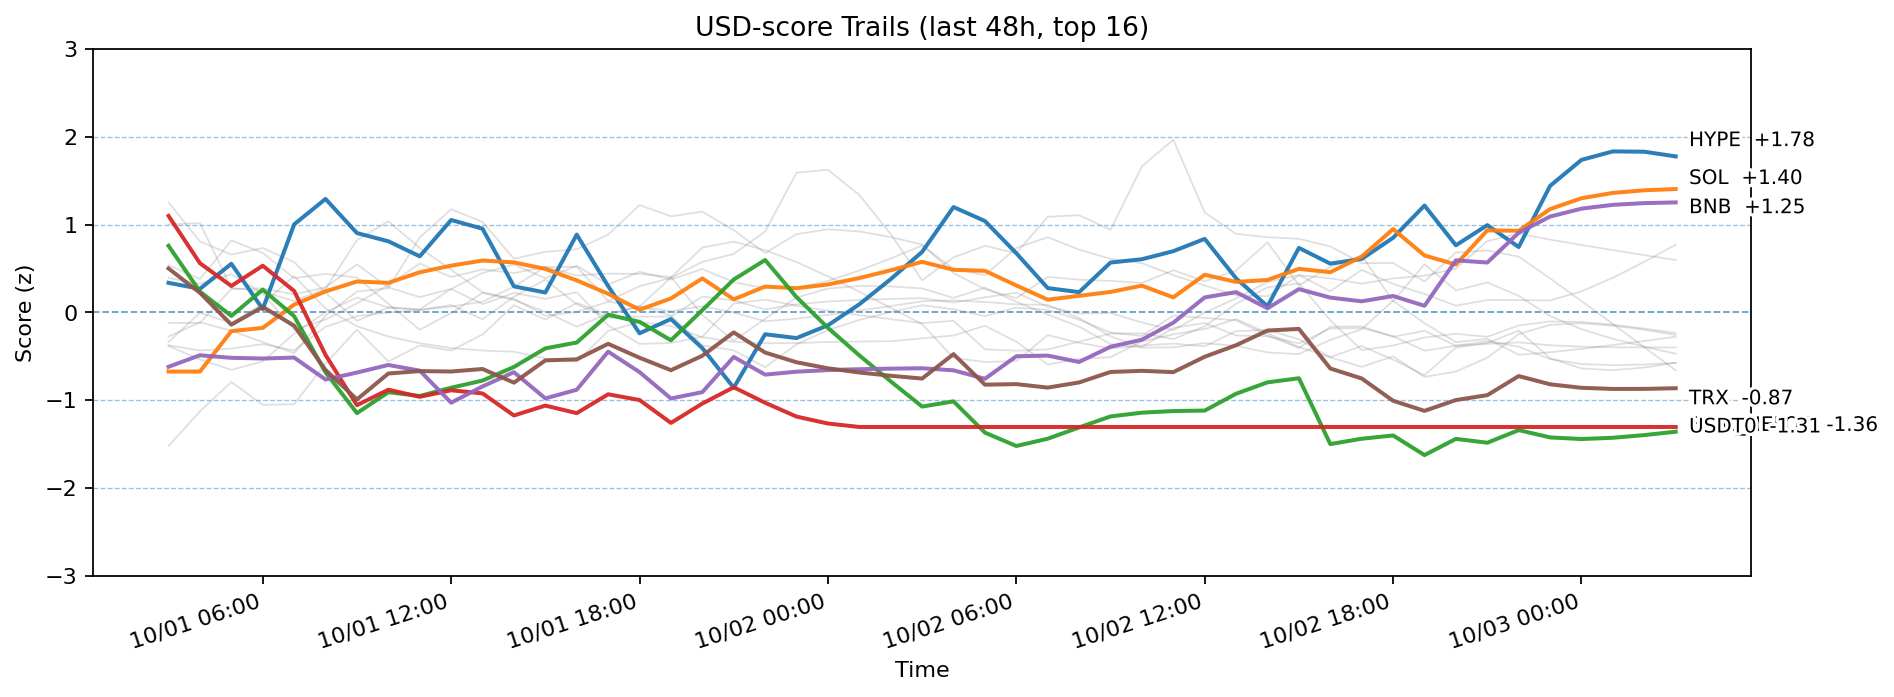 USD-score Trails (last 48h, top 16)
Score (z)
3
2
1
0
−1
−2
−3
HYPE +1.78
SOL +1.40
BNB +1.25
TRX -0.87
USDT -1.31
-1.36
10/01 06:00
10/01 12:00
10/01 18:00
10/02 00:00
10/02 06:00
10/02 12:00
10/02 18:00
10/03 00:00
Time